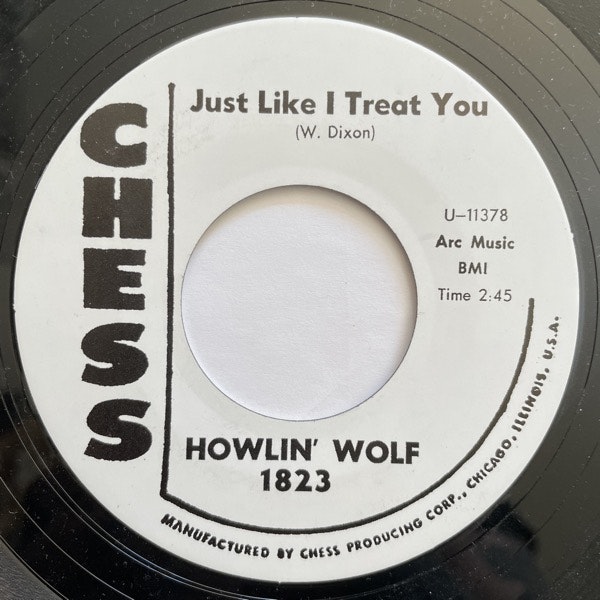 CHESS
Just Like I Treat You
(W. Dixon)
U-11378
Arc Music
BMI
Time 2:45
HOWLIN' WOLF
1823
MANUFACTURED BY CHESS PRODUCING CORP., CHICAGO, ILLINOIS, U.S.A.